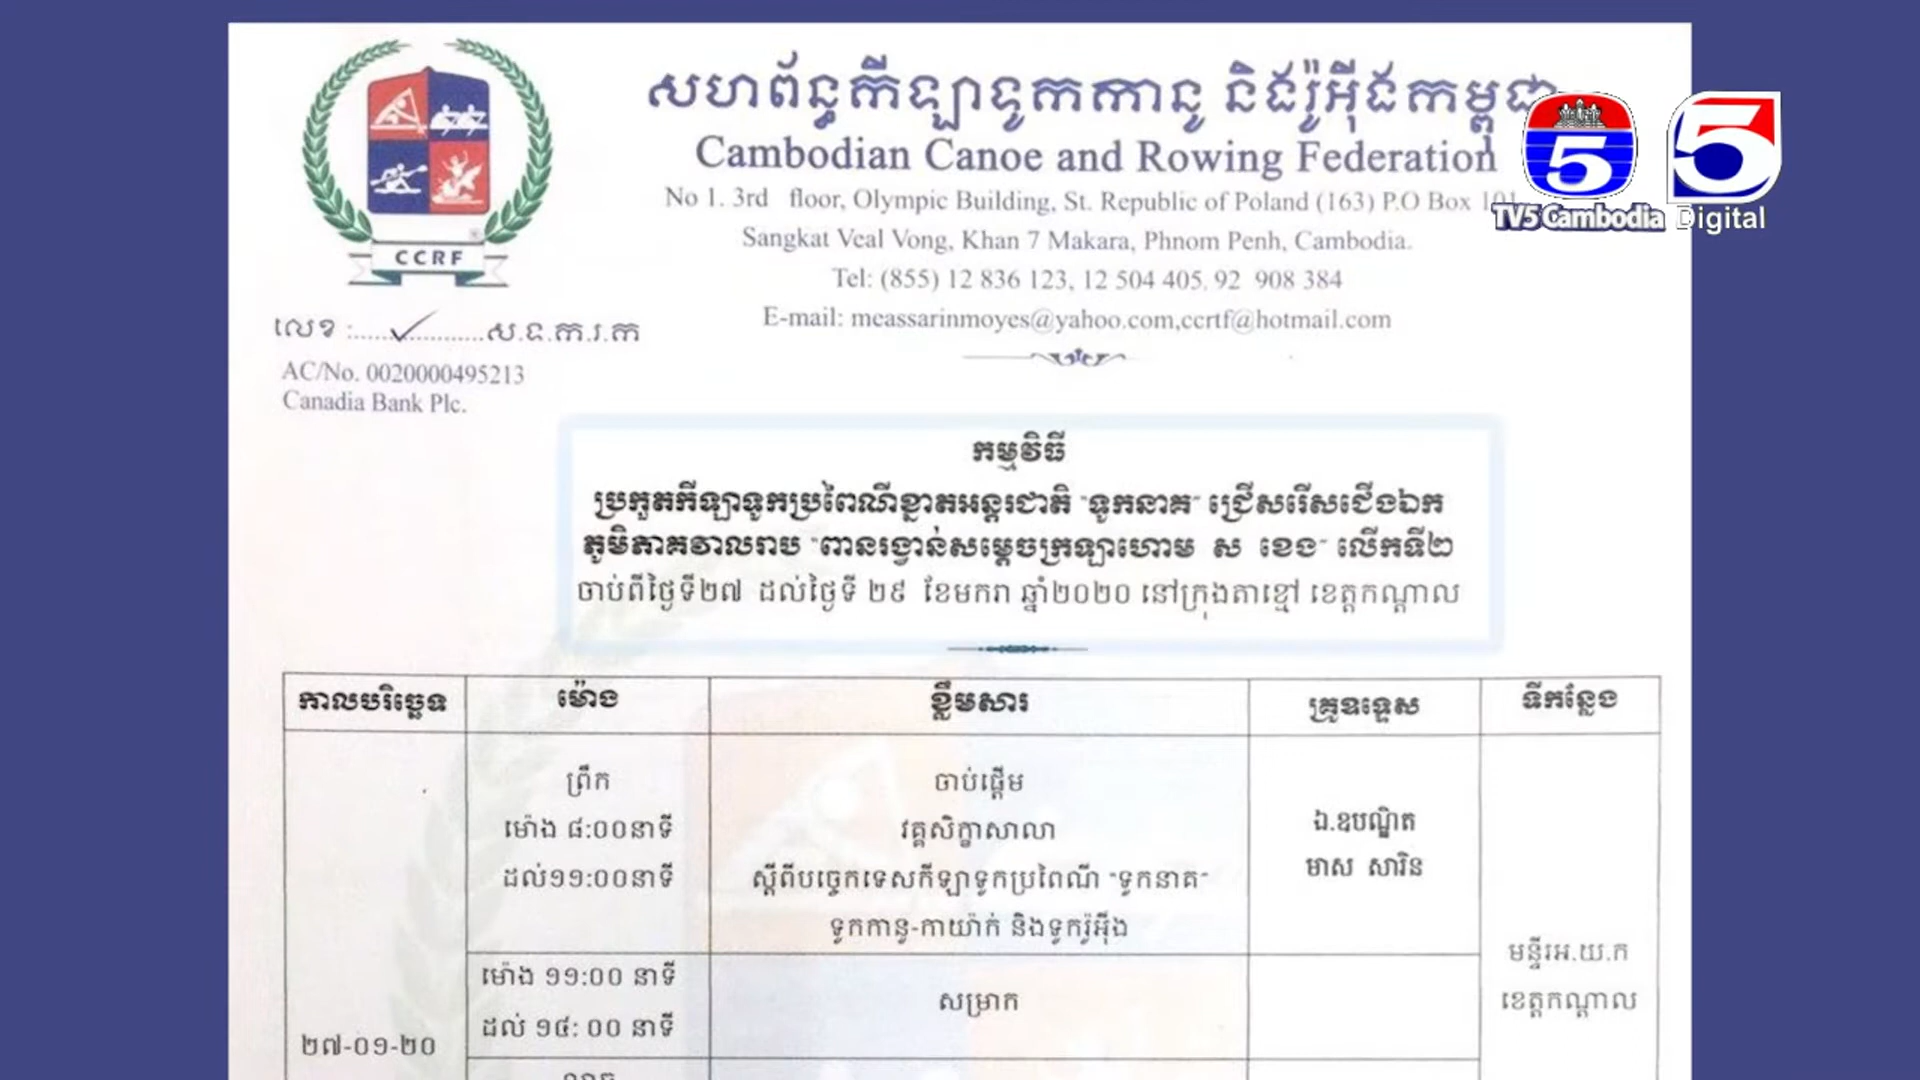 សហព័ន្ធកីឡាទូកកាណូ និងរ៉ូអ៊ីងកម្ពុជា
Cambodian Canoe and Rowing Federation
No 1. 3rd floor, Olympic Building, St. Republic of Poland (163) P.O Box 101
Sangkat Veal Vong, Khan 7 Makara, Phnom Penh, Cambodia.
Tel: (855) 12 836 123, 12 504 405, 92 908 384
E-mail: meassarinmoyes@yahoo.com,ccrtf@hotmail.com
CCRF
5
5
TV5 Cambodia Digital
លេខ :....................ស.ទ.ក.រ.ក
AC/No. 0020000495213
Canadia Bank Plc.
កម្មវិធី
ប្រកួតកីឡាទូកប្រពៃណីខ្នាតអន្តរជាតិ "ទូកនាគ" ជ្រើសរើសជើងឯក
ភូមិភាគវាលរាប "ពានរង្វាន់សម្តេចក្រឡាហោម ស ខេង" លើកទី២
ចាប់ពីថ្ងៃទី២៧ ដល់ថ្ងៃទី ២៩ ខែមករា ឆ្នាំ២០២០ នៅក្រុងតាខ្មៅ ខេត្តកណ្តាល
កាលបរិច្ឆេទ ម៉ោង ខ្លឹមសារ គ្រូឧទ្ទេស ទីកន្លែង
ព្រឹក
ម៉ោង ៨:០០នាទី
ដល់១១:០០នាទី
ចាប់ផ្តើម
វគ្គសិក្ខាសាលា
ស្តីពីបច្ចេកទេសកីឡាទូកប្រពៃណី "ទូកនាគ"
ទូកកានូ-កាយ៉ាក់ និងទូករ៉ូអ៊ីង
ឯ.ឧបណ្ឌិត
មាស សារិន
ម៉ោង ១១:០០ នាទី
ដល់ ១៤: ០០ នាទី
សម្រាក
មន្ទីរអ.យ.ក
ខេត្តកណ្តាល
២៧-០១-២០